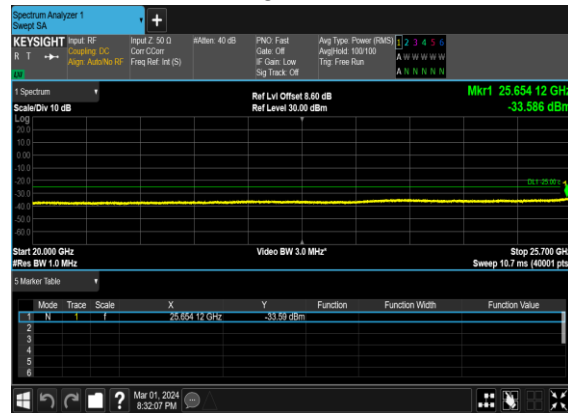 Spectrum Analyzer 1
Swept SA
+
KEYSIGHT Input: RF Input Z: 50 Ω #Atten: 40 dB PNO: Fast Avg Type: Power (RMS) 1 2 3 4 5 6
R T Coupling: DC Corr CCorr Gate: Off Avg|Hold: 100/100 A W W W W W
Align: Auto/No RF Freq Ref: Int (S) IF Gain: Low Trig: Free Run
LXI Sig Track: Off A N N N N N
1 Spectrum Ref Lvl Offset 8.60 dB Mkr1 25.654 12 GHz
Scale/Div 10 dB Ref Level 30.00 dBm -33.586 dBm
Log
20.0
10.0
0.00
-10.0
-20.0
DL1 -25.00
-30.0
-40.0
-50.0
-60.0
Start 20.000 GHz Video BW 3.0 MHz* Stop 25.700 GHz
#Res BW 1.0 MHz Sweep 10.7 ms (40001 pts)
5 Marker Table
Mode Trace Scale X Y Function Function Width Function Value
1 N 1 f 25.654 12 GHz -33.59 dBm
2
3
4
5
6
? Mar 01, 2024
8:32:07 PM